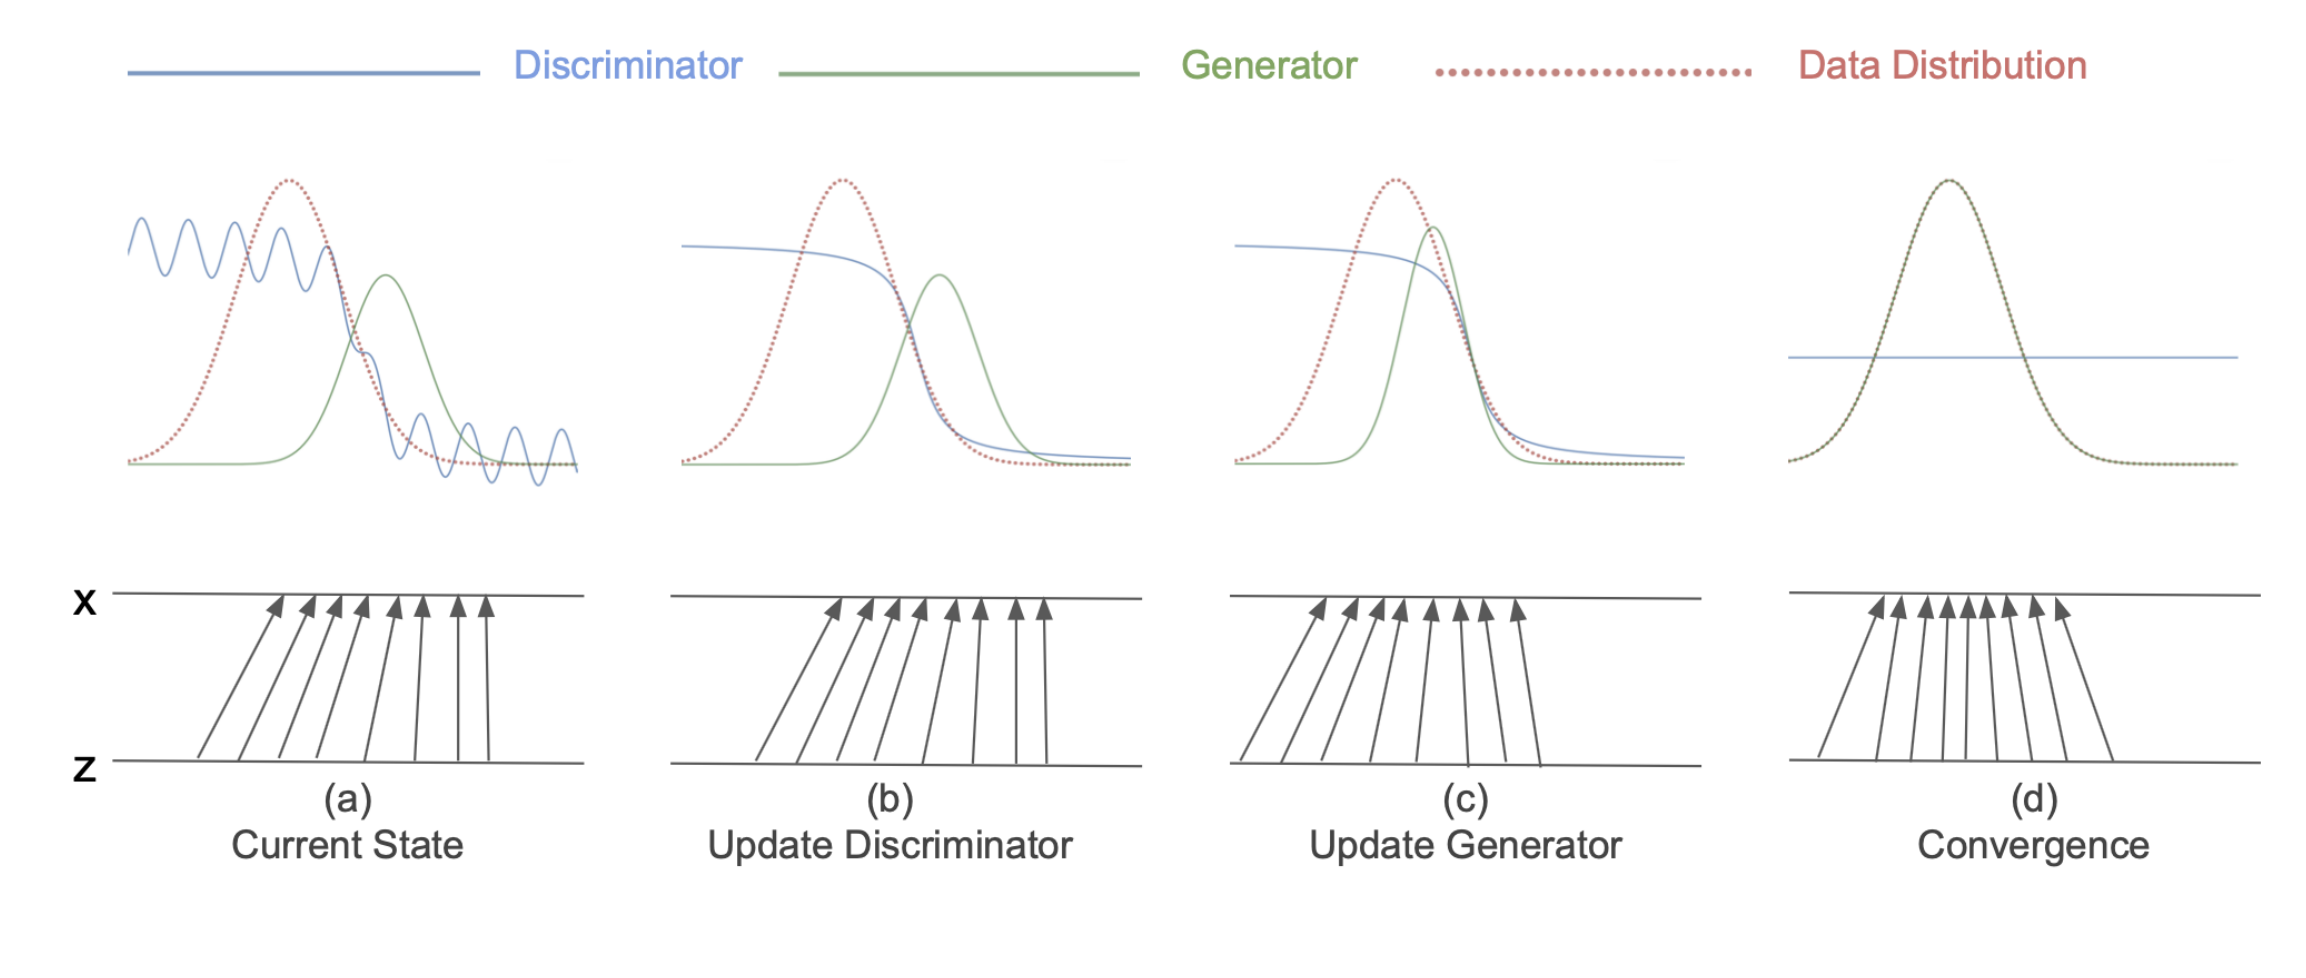 Discriminator Generator Data Distribution
X
Z
(a) (b) (c) (d)
Current State Update Discriminator Update Generator Convergence